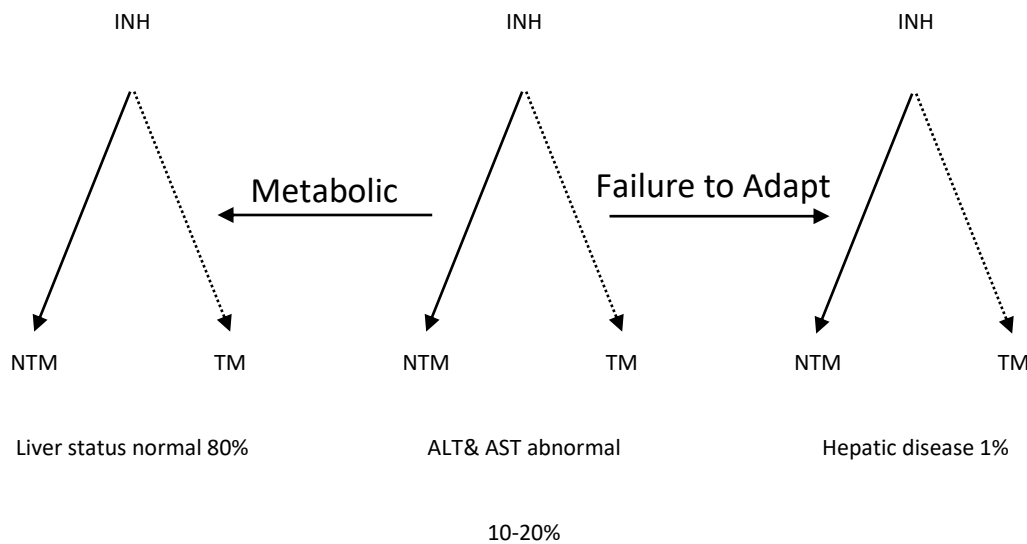 INH INH INH
Metabolic Failure to Adapt
NTM TM NTM TM NTM TM
Liver status normal 80% ALT& AST abnormal Hepatic disease 1%
10-20%